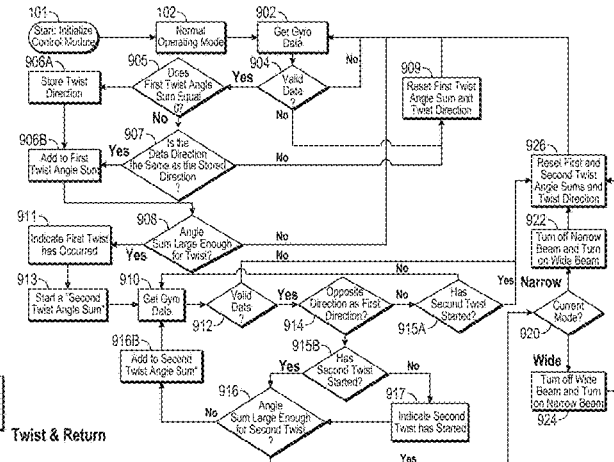 101
Start: Initialize
Control Module
102
Normal
Operating Mode
902
Get Gyro
Data
No
904
Valid
Data
?
Yes
No
905
Does
First Twist Angle
Sum Equal
0?
No
906A
Store Twist
Direction
909
Reset First Twist
Angle Sum and
Twist Direction
906B
Add to First
Twist Angle Sum
Yes
907
Is the
Data Direction
the Same as the Stored
Direction
?
No
926
Reset First and
Second Twist
Angle Sums and
Twist Direction
911
Indicate First Twist
has Occurred
Yes
908
Angle
Sum Large Enough
for Twist?
No
922
Turn off Narrow
Beam and Turn
on Wide Beam
913
Start a "Second
Twist Angle Sum"
910
Get Gyro
Data
No
912
Valid
Data
?
Yes
914
Opposite
Direction as First
Direction?
No
No
915A
Has
Second Twist
Started?
Yes
Narrow
920
Current
Mode?
916B
Add to Second
Twist Angle Sum"
915B
Has
Second Twist
Started?
Yes
No
Wide
916
Angle
Sum Large Enough
for Second Twist
?
No
917
Indicate Second
Twist has Started
Turn off Wide
Beam and Turn
on Narrow Beam
924
Twist & Return
Yes